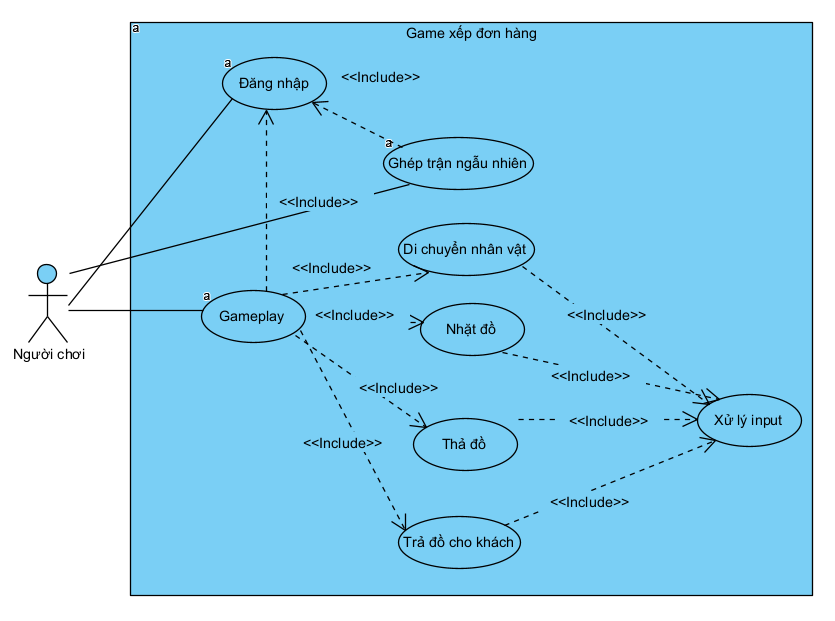 a
Game xếp đơn hàng
a
Đăng nhập
<<Include>>
a
Ghép trận ngẫu nhiên
<<Include>>
Di chuyển nhân vật
<<Include>>
a
Gameplay
<<Include>>
<<Include>>
Nhặt đồ
Người chơi
<<Include>>
<<Include>>
Xử lý input
<<Include>>
Thả đồ
<<Include>>
<<Include>>
Trả đồ cho khách